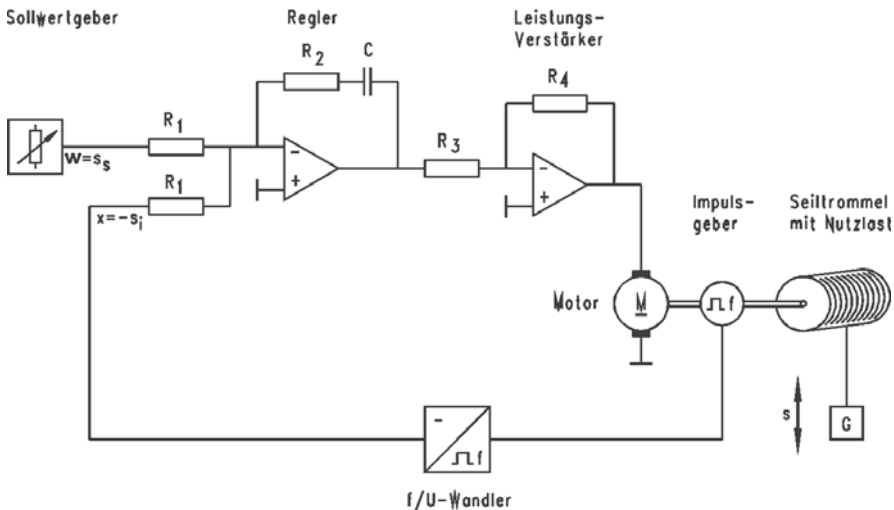 Sollwertgeber
Regler
Leistungs-
Verstärker
R2
C
R4
R1
W=ss
R3
R1
x=-si
-
+
-
+
Impuls-
geber
Seiltrommel
mit Nutzlast
Motor
M
f
s
G
-
f
f/U-Wandler